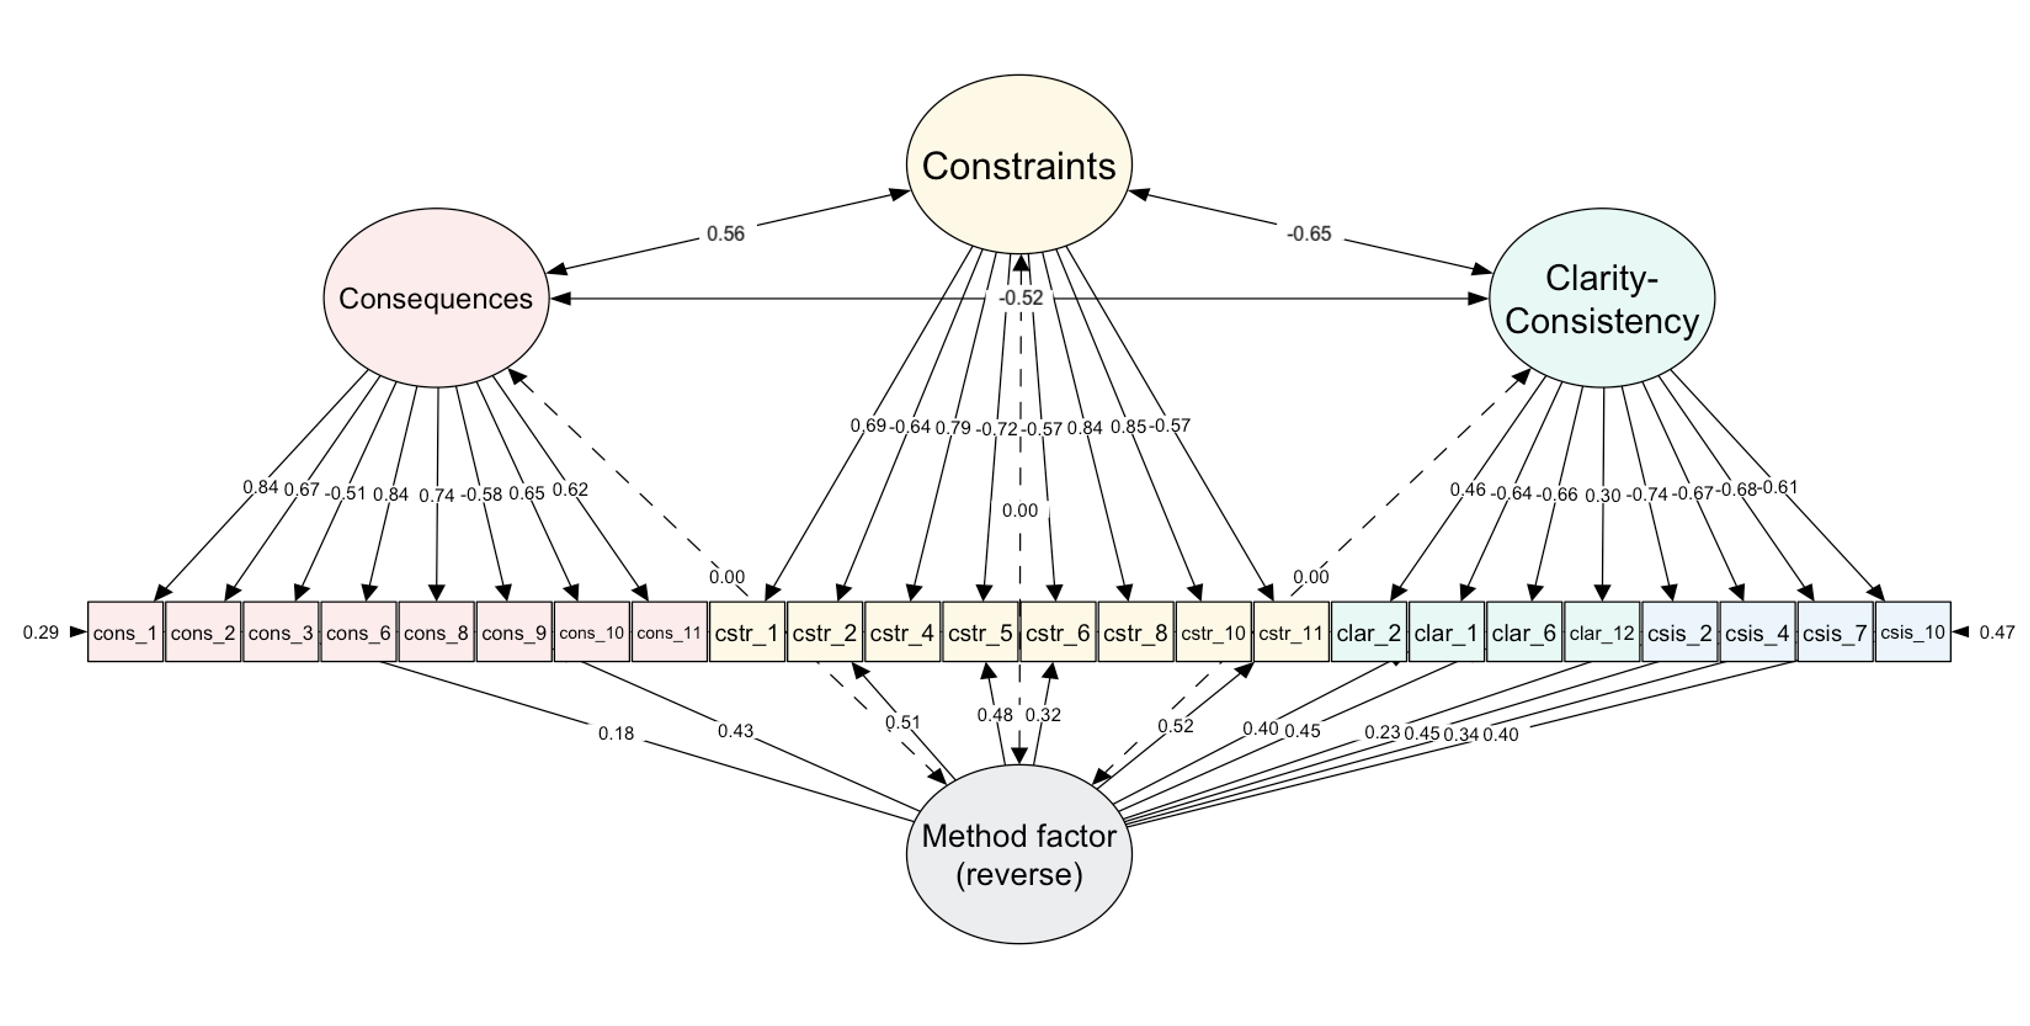 Constraints
0.56
-0.65
Consequences
-0.52
Clarity-
Consistency
0.69 -0.64 0.79 -0.72 -0.57 0.84 0.85 -0.57
0.84 0.67 -0.51 0.84 0.74 -0.58 0.65 0.62
0.46 -0.64 -0.66 0.30 -0.74 -0.67 -0.68 -0.61
0.00
0.00
0.00
0.29 cons_1 cons_2 cons_3 cons_6 cons_8 cons_9 cons_10 cons_11 cstr_1 cstr_2 cstr_4 cstr_5 cstr_6 cstr_8 cstr_10 cstr_11 clar_2 clar_1 clar_6 clar_12 csis_2 csis_4 csis_7 csis_10 0.47
0.18 0.43 0.51 0.48 0.32 0.52 0.40 0.45 0.23 0.45 0.34 0.40
Method factor
(reverse)